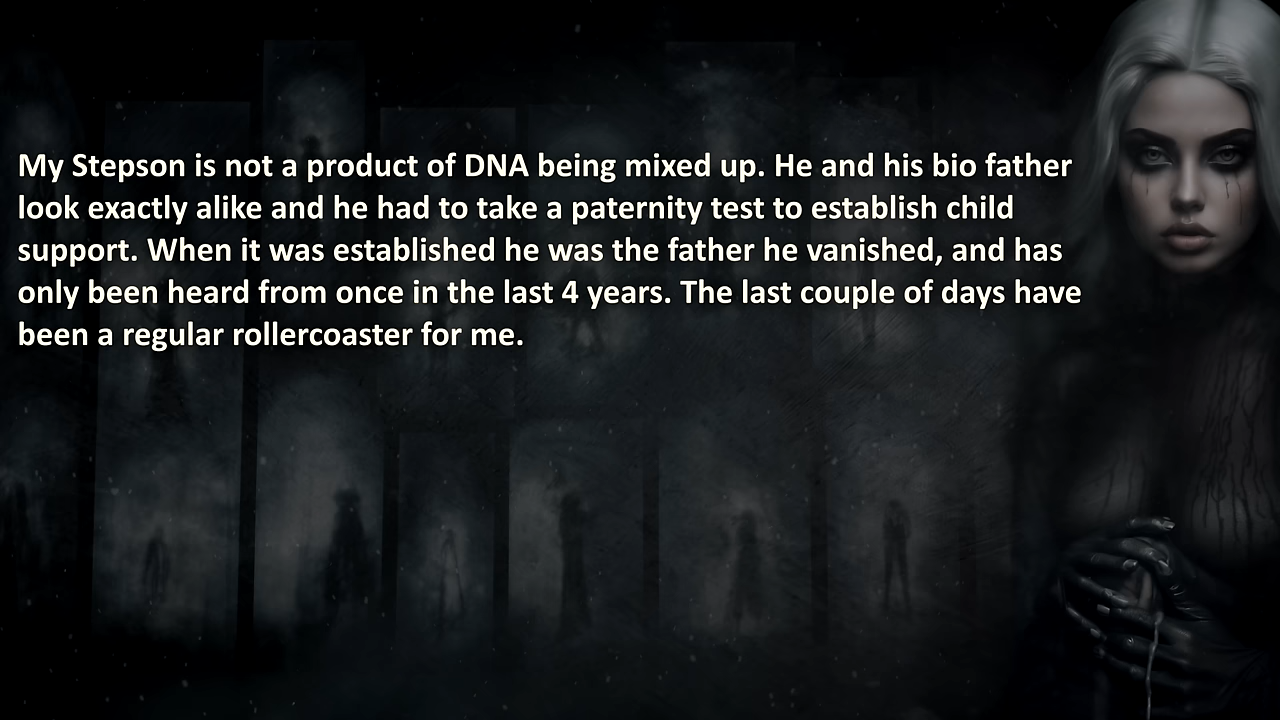 My Stepson is not a product of DNA being mixed up. He and his bio father
look exactly alike and he had to take a paternity test to establish child
support. When it was established he was the father he vanished, and has
only been heard from once in the last 4 years. The last couple of days have
been a regular rollercoaster for me.